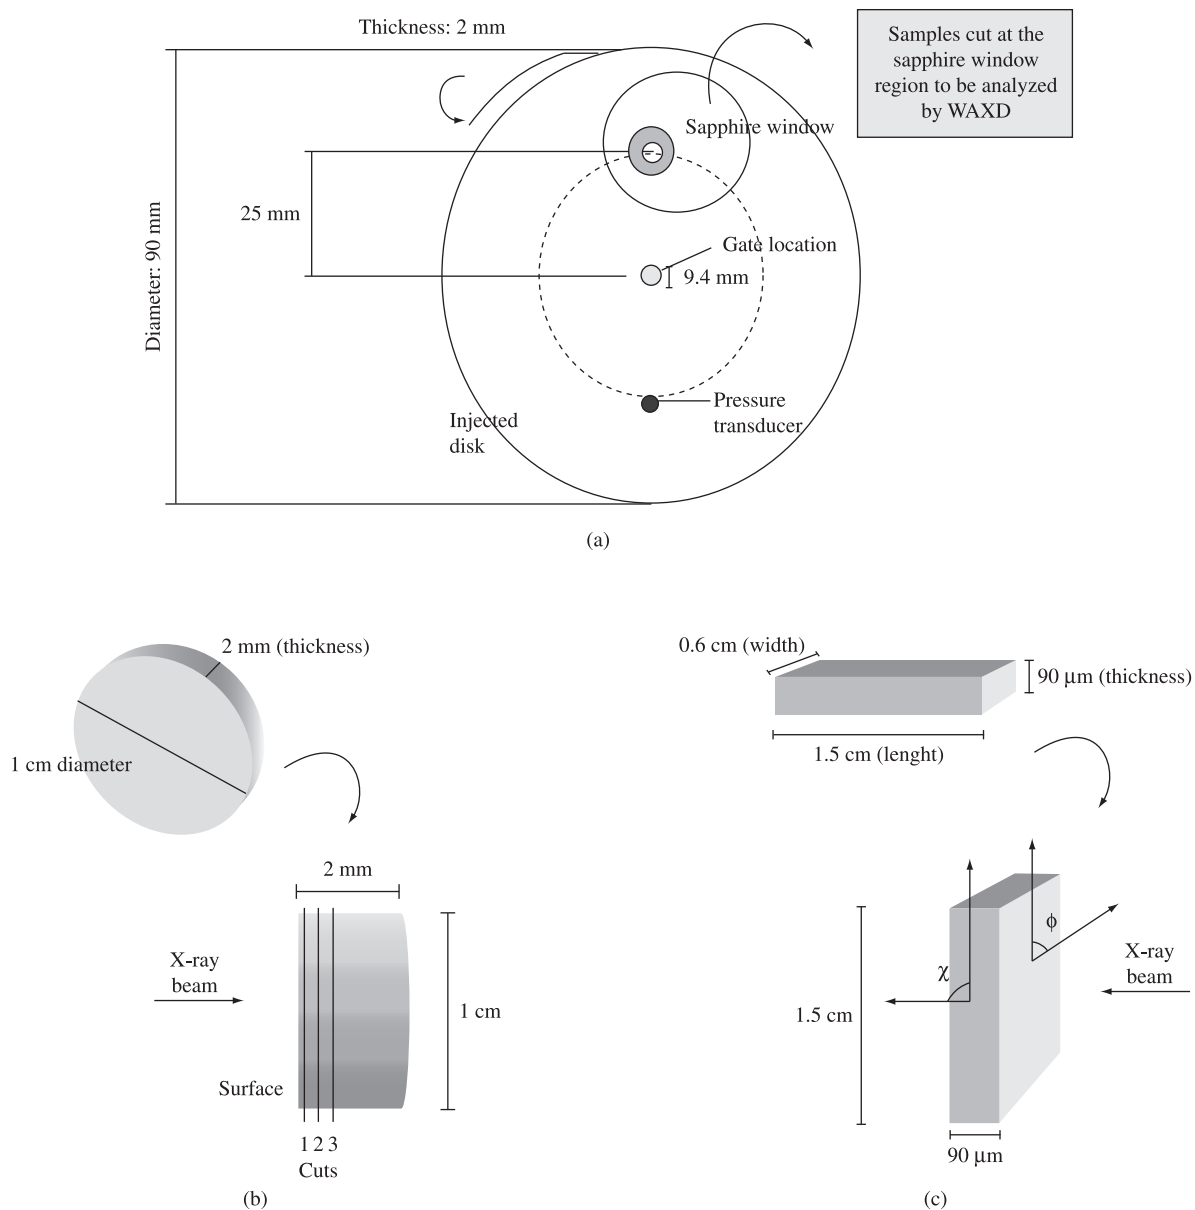 Thickness: 2 mm
Samples cut at the
sapphire window
region to be analyzed
by WAXD
Sapphire window
25 mm
Diameter: 90 mm
Gate location
9.4 mm
Pressure
transducer
Injected
disk
(a)
2 mm (thickness)
1 cm diameter
2 mm
X-ray
beam
1 cm
Surface
1 2 3
Cuts
(b)
0.6 cm (width)
90 μm (thickness)
1.5 cm (lenght)
ϕ
χ
X-ray
beam
1.5 cm
90 μm
(c)